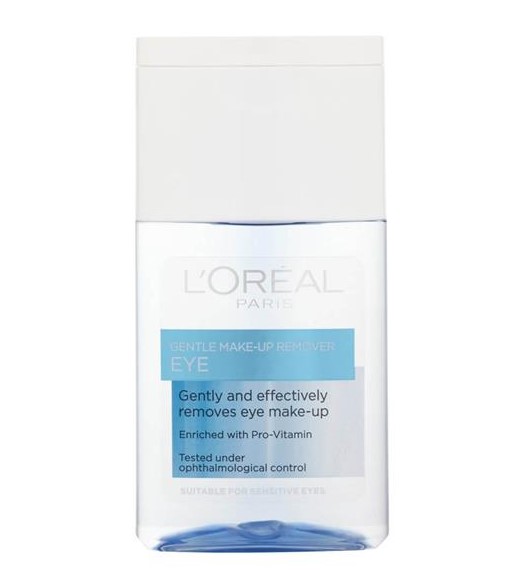 L'ORÉAL
PARIS
GENTLE MAKE-UP REMOVER
EYE
Gently and effectively
removes eye make-up
Enriched with Pro-Vitamin
Tested under
ophthalmological control
SUITABLE FOR SENSITIVE EYES